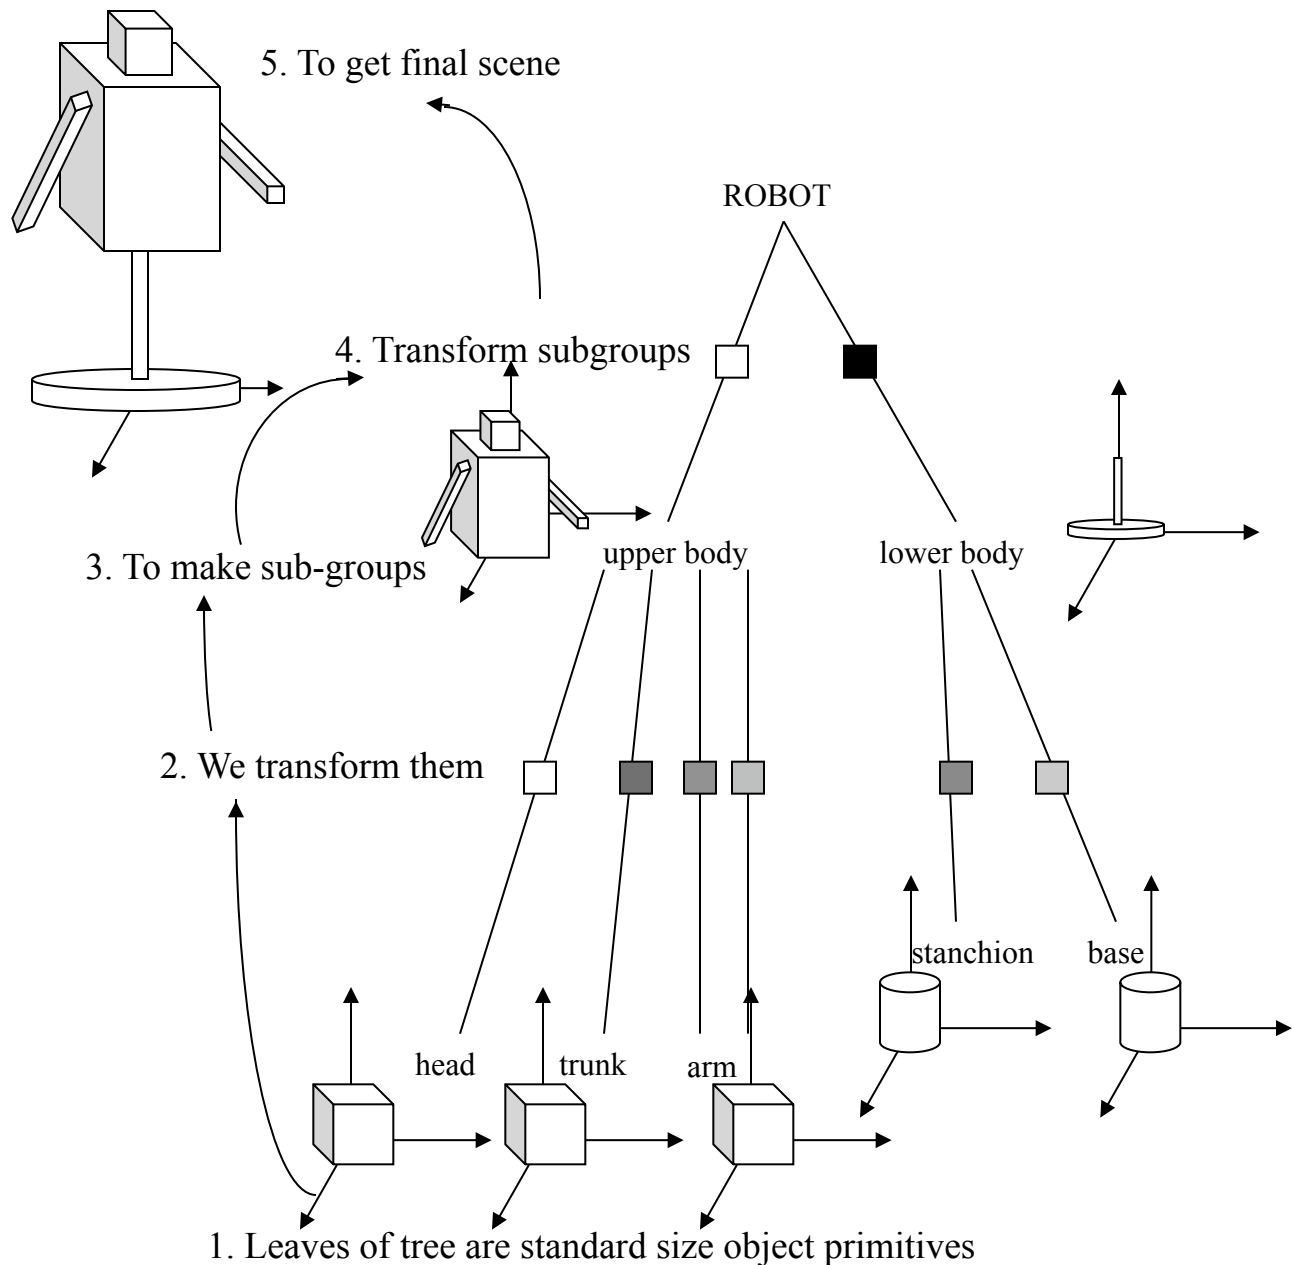 5. To get final scene
ROBOT
4. Transform subgroups
upper body
lower body
3. To make sub-groups
2. We transform them
stanchion
base
head
trunk
arm
1. Leaves of tree are standard size object primitives